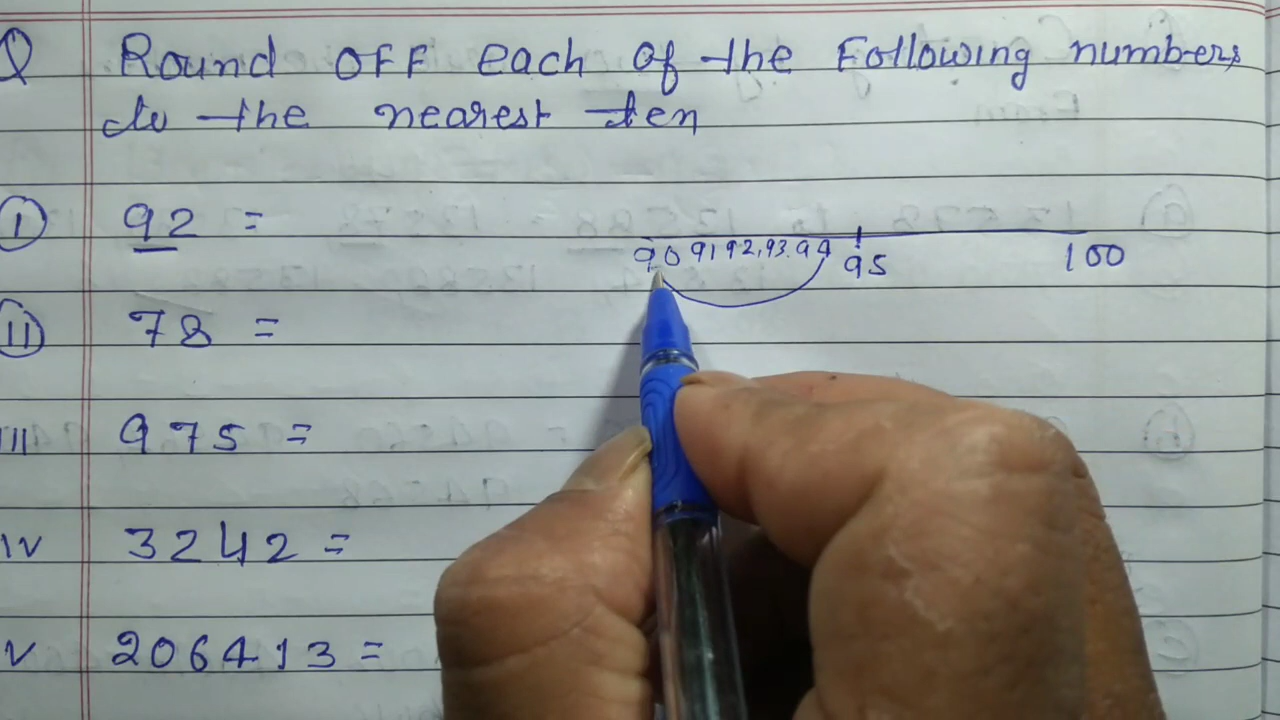 Q Round OFF each of the Following numbers
to the nearest ten
I 92 =
90 91 92, 93. 94 95 100
II 78 =
III 975 =
IV 3242 =
V 206413 =